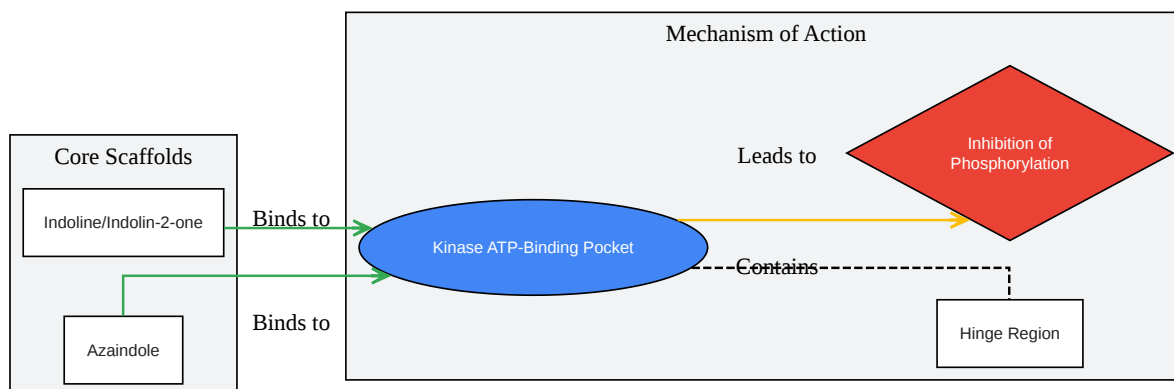 Mechanism of Action
Core Scaffolds
Indoline/Indolin-2-one
Azaindole
Binds to
Binds to
Kinase ATP-Binding Pocket
Leads to
Inhibition of
Phosphorylation
Contains
Hinge Region